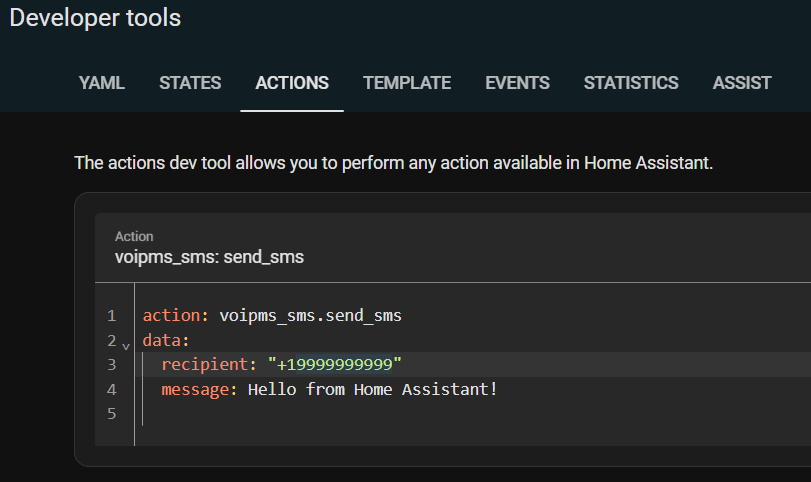 Developer tools
YAML STATES ACTIONS TEMPLATE EVENTS STATISTICS ASSIST
The actions dev tool allows you to perform any action available in Home Assistant.
Action
voipms_sms: send_sms
1 action: voipms_sms.send_sms
2 data:
3 recipient: "+19999999999"
4 message: Hello from Home Assistant!
5